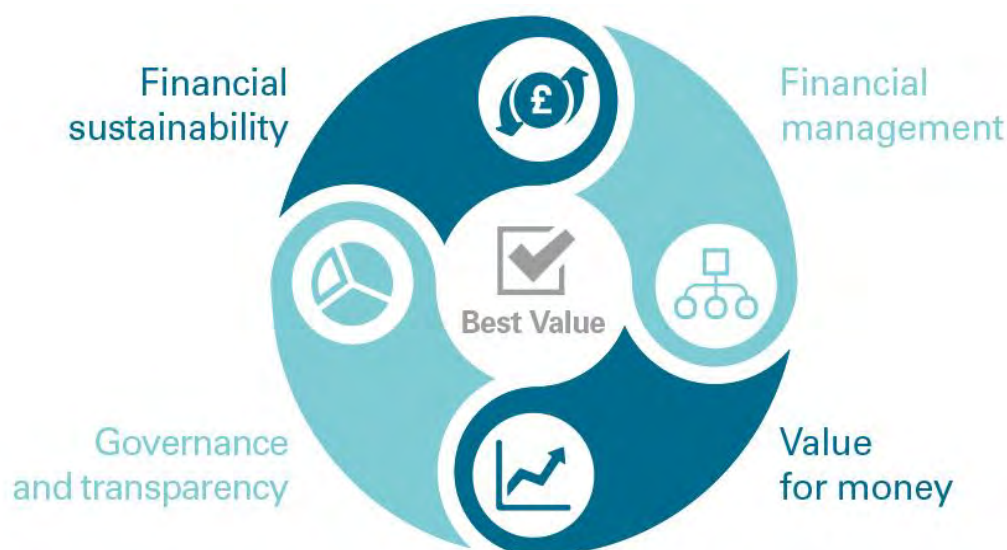 Financial
sustainability
Financial
management
£
Best Value
Governance
and transparency
Value
for money